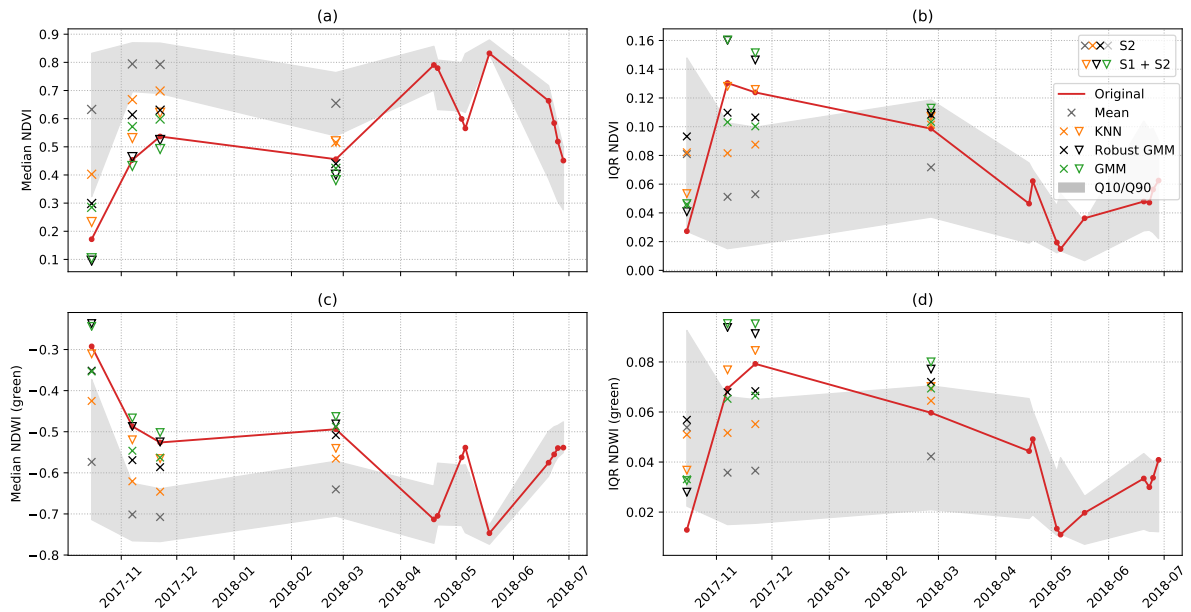 (a)
Median NDVI
0.9
0.8
0.7
0.6
0.5
0.4
0.3
0.2
0.1
(b)
IQR NDVI
0.16
0.14
0.12
0.10
0.08
0.06
0.04
0.02
0.00
S2
S1 + S2
Original
Mean
KNN
Robust GMM
GMM
Q10/Q90
(c)
Median NDWI (green)
−0.3
−0.4
−0.5
−0.6
−0.7
−0.8
2017-11
2017-12
2018-01
2018-02
2018-03
2018-04
2018-05
2018-06
2018-07
(d)
IQR NDWI (green)
0.08
0.06
0.04
0.02
2017-11
2017-12
2018-01
2018-02
2018-03
2018-04
2018-05
2018-06
2018-07